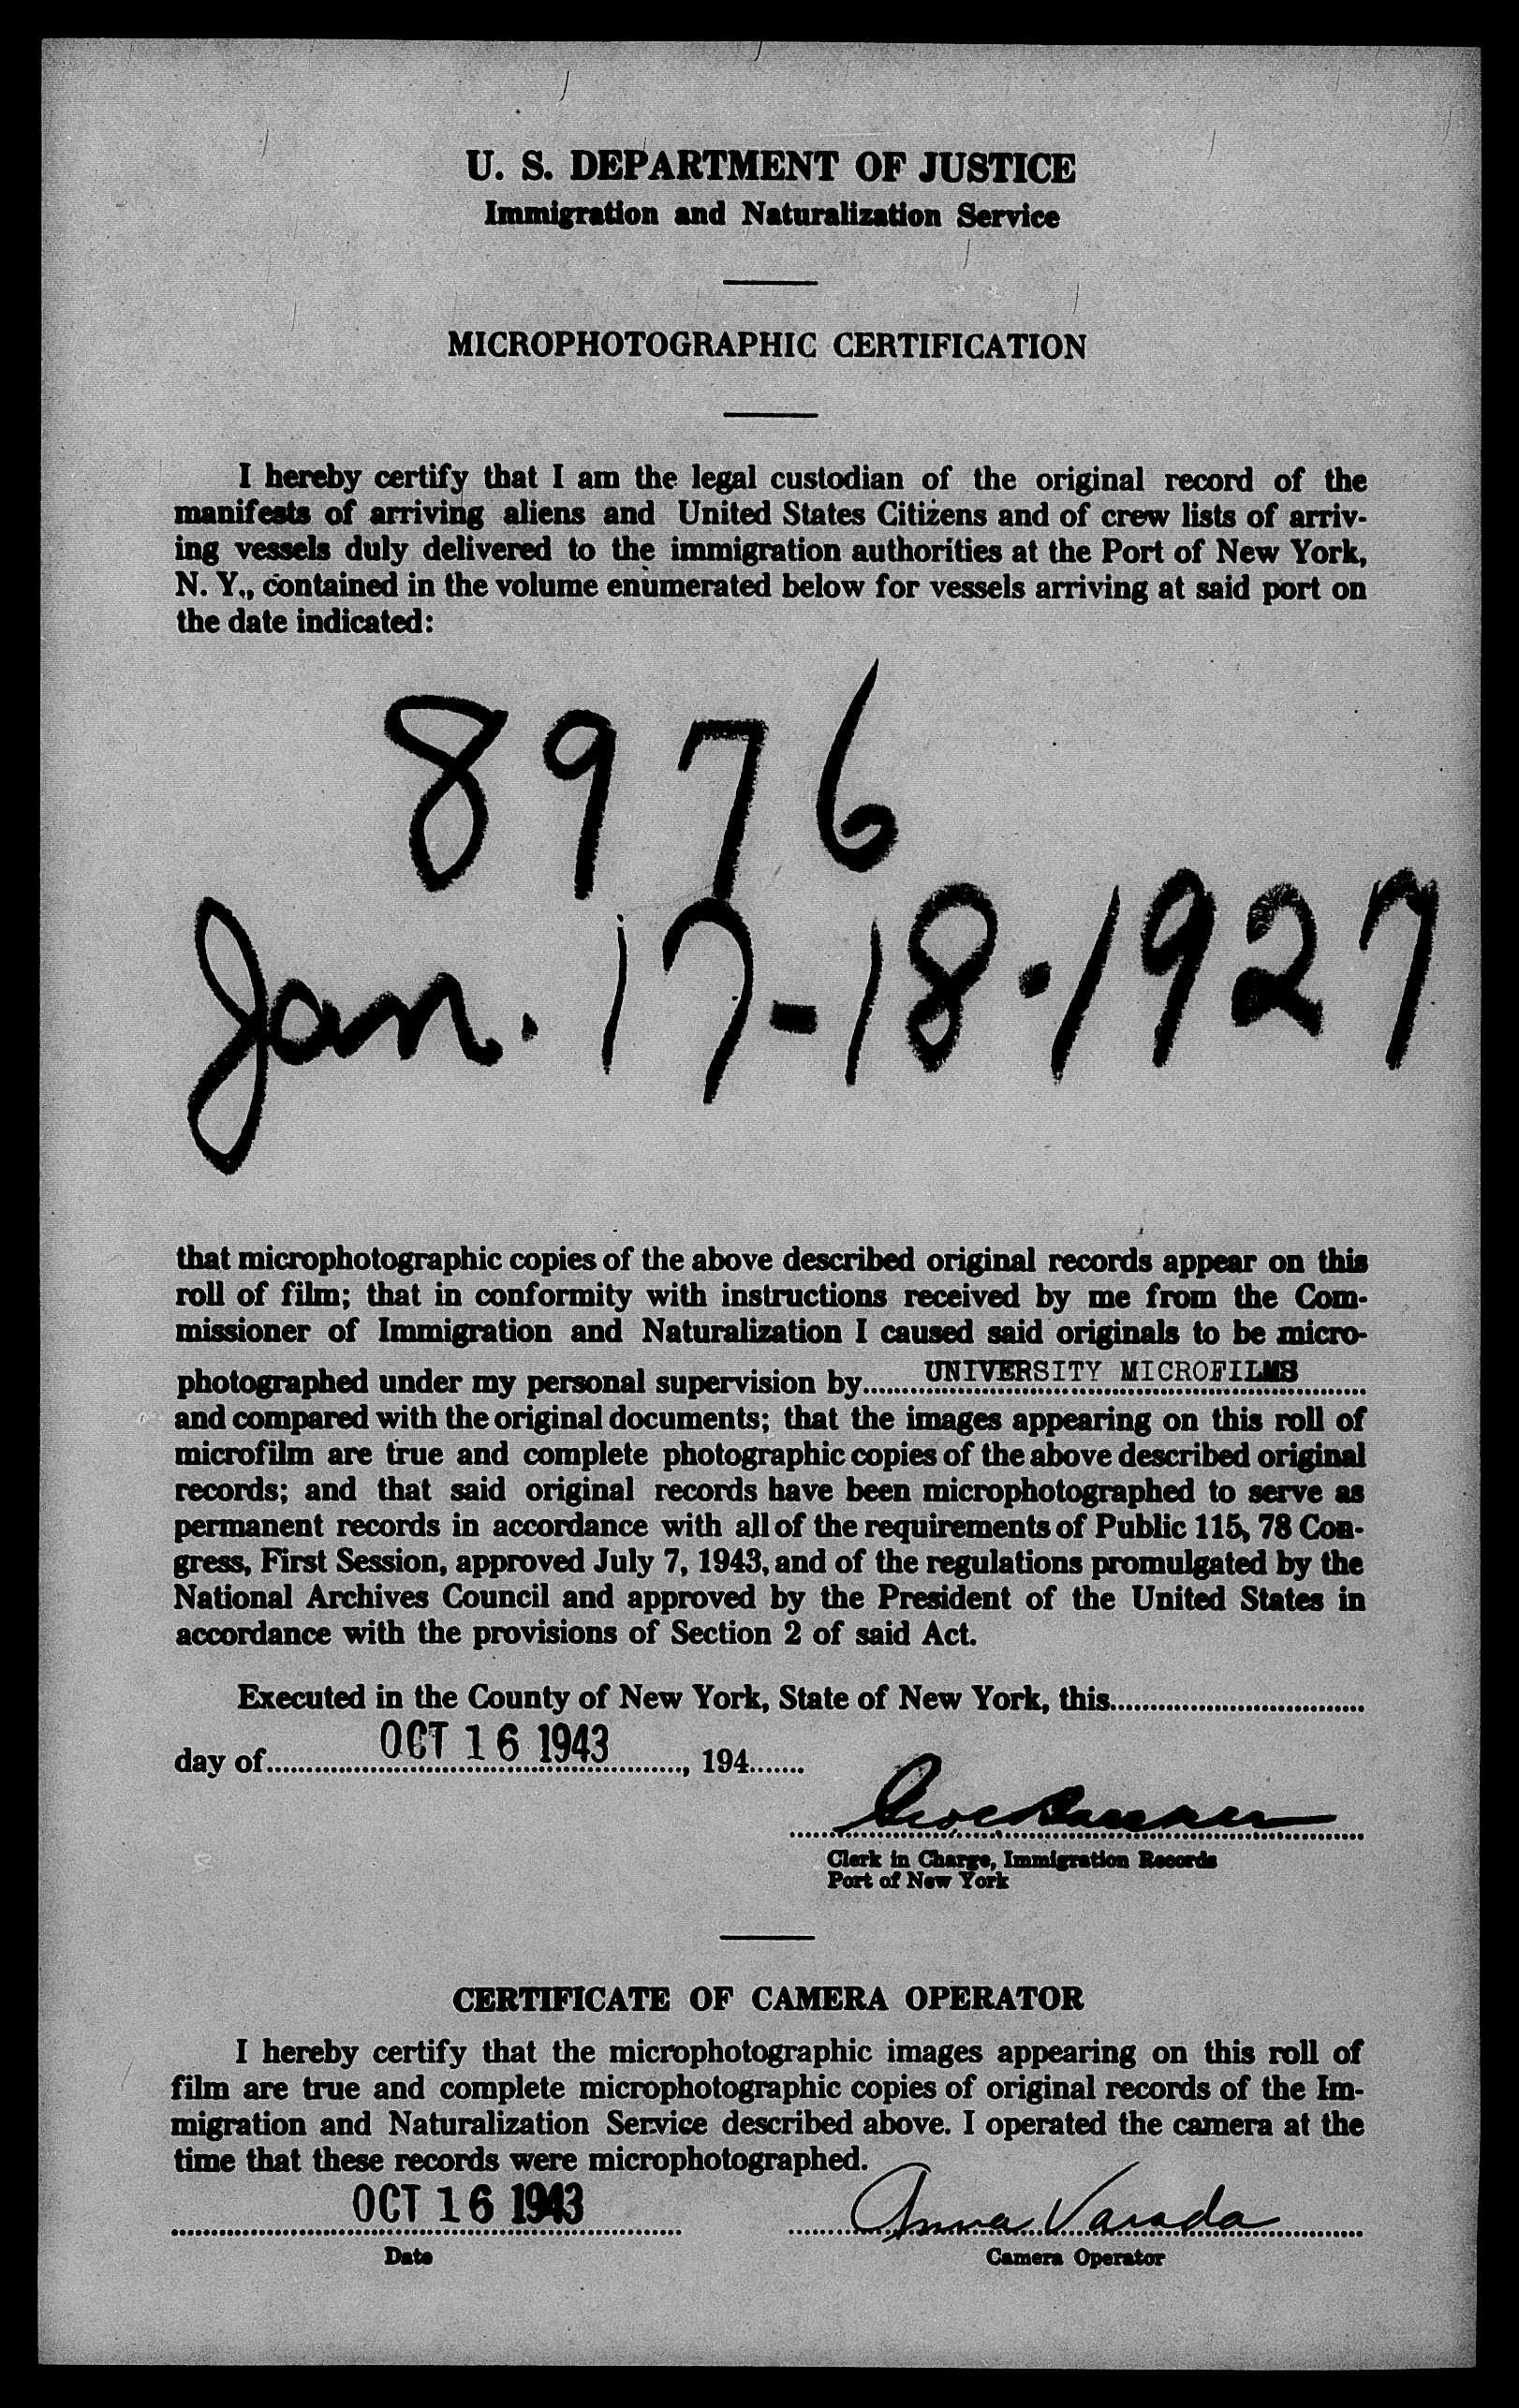 U. S. DEPARTMENT OF JUSTICE
Immigration and Naturalization Service
MICROPHOTOGRAPHIC CERTIFICATION
I hereby certify that I am the legal custodian of the original record of the
manifests of arriving aliens and United States Citizens and of crew lists of arriv-
ing vessels duly delivered to the immigration authorities at the Port of New York,
N. Y., contained in the volume enumerated below for vessels arriving at said port on
the date indicated:
8976
Jan. 17-18·1927
that microphotographic copies of the above described original records appear on this
roll of film; that in conformity with instructions received by me from the Com-
missioner of Immigration and Naturalization I caused said originals to be micro-
photographed under my personal supervision by UNIVERSITY MICROFILMS
and compared with the original documents; that the images appearing on this roll of
microfilm are true and complete photographic copies of the above described original
records; and that said original records have been microphotographed to serve as
permanent records in accordance with all of the requirements of Public 115, 78 Con-
gress, First Session, approved July 7, 1943, and of the regulations promulgated by the
National Archives Council and approved by the President of the United States in
accordance with the provisions of Section 2 of said Act.
Executed in the County of New York, State of New York, this
day of OCT 16 1943, 194
Clerk in Charge, Immigration Records
Port of New York
CERTIFICATE OF CAMERA OPERATOR
I hereby certify that the microphotographic images appearing on this roll of
film are true and complete microphotographic copies of original records of the Im-
migration and Naturalization Service described above. I operated the camera at the
time that these records were microphotographed.
OCT 16 1943 Anna Varada
Date Camera Operator